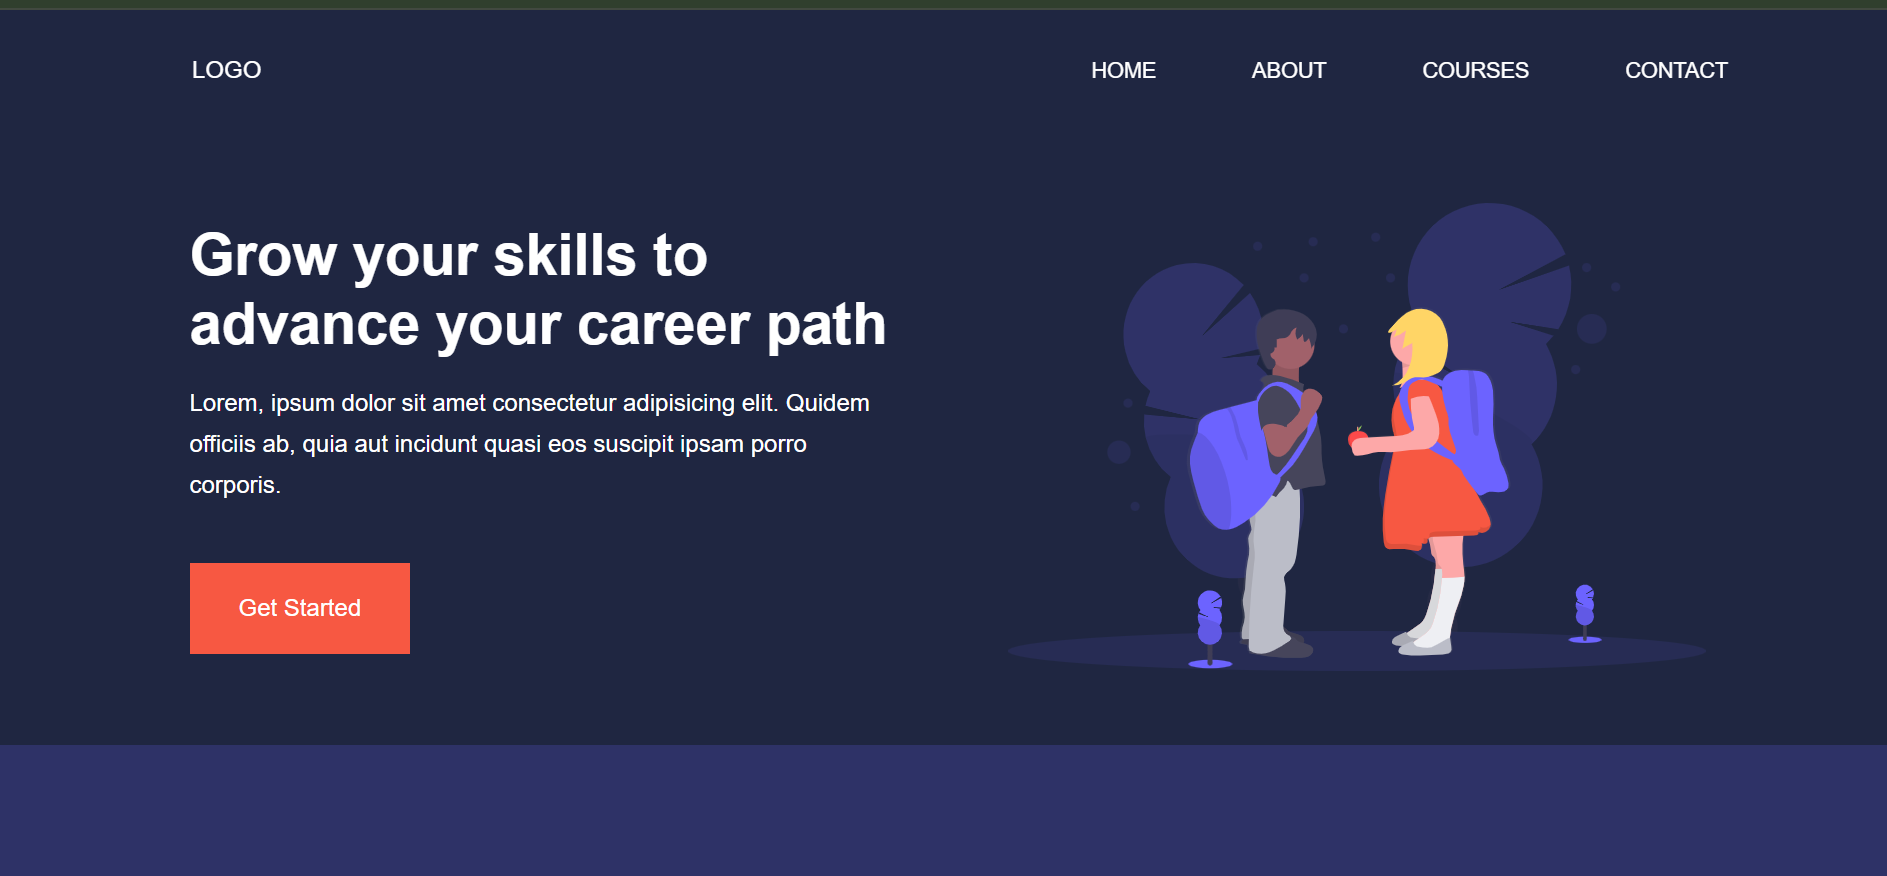 LOGO
HOME ABOUT COURSES CONTACT
Grow your skills to
advance your career path
Lorem, ipsum dolor sit amet consectetur adipisicing elit. Quidem
officiis ab, quia aut incidunt quasi eos suscipit ipsam porro
corporis.
Get Started